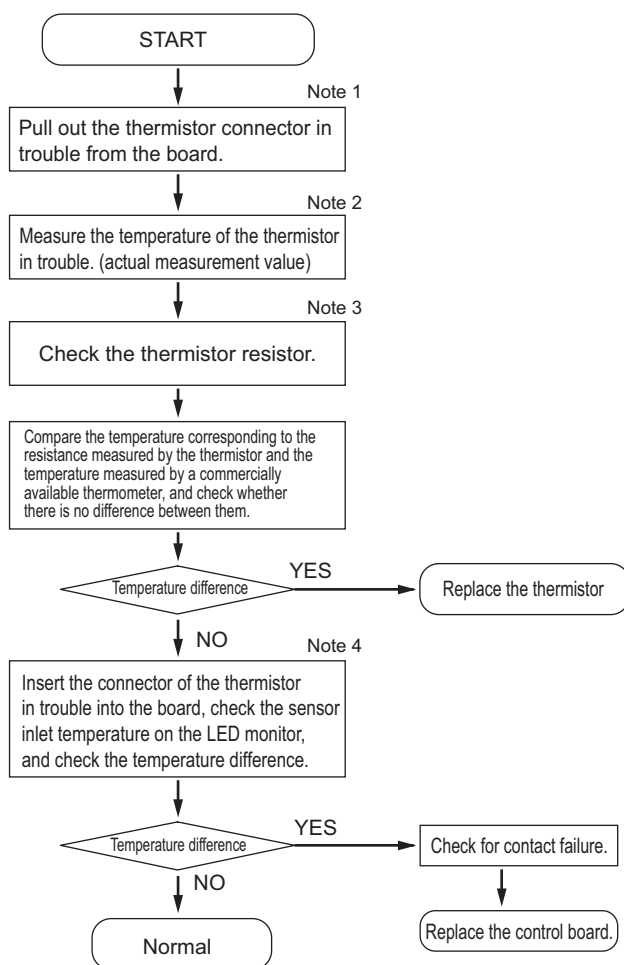 START
Note 1
Pull out the thermistor connector in
trouble from the board.
Note 2
Measure the temperature of the thermistor
in trouble. (actual measurement value)
Note 3
Check the thermistor resistor.
Compare the temperature corresponding to the
resistance measured by the thermistor and the
temperature measured by a commercially
available thermometer, and check whether
there is no difference between them.
Temperature difference
YES
Replace the thermistor
NO
Note 4
Insert the connector of the thermistor
in trouble into the board, check the sensor
inlet temperature on the LED monitor,
and check the temperature difference.
Temperature difference
YES
Check for contact failure.
NO
Normal
Replace the control board.